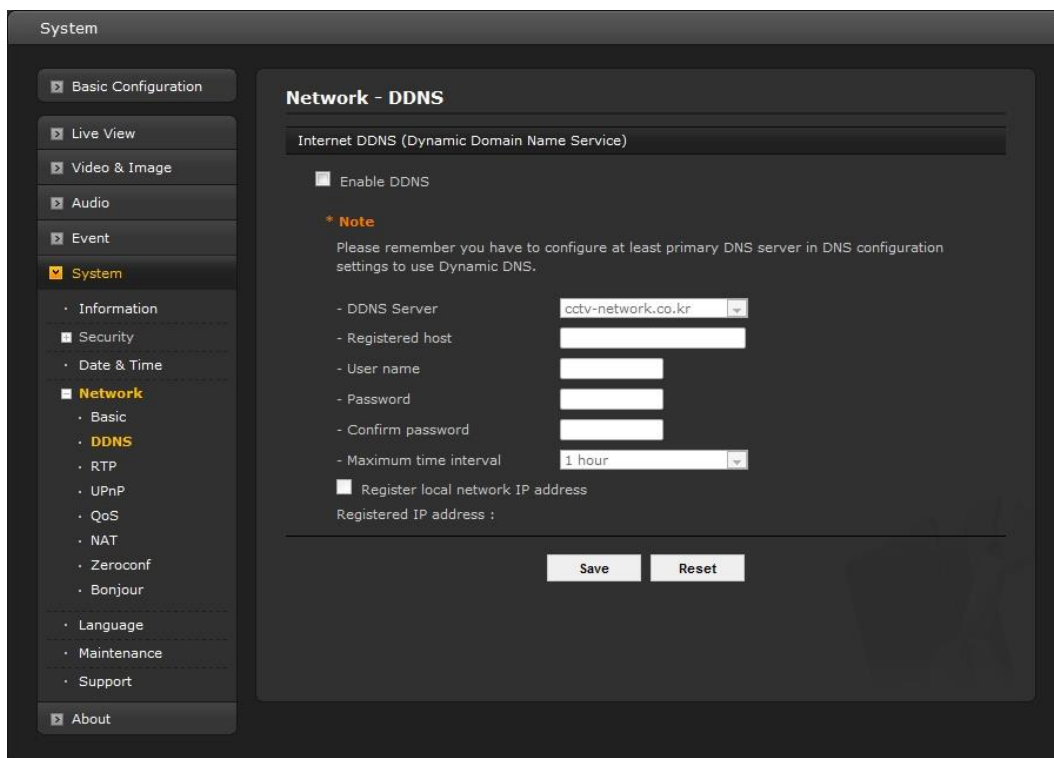 System
Basic Configuration
Live View
Video & Image
Audio
Event
System
· Information
Security
· Date & Time
Network
· Basic
· DDNS
· RTP
· UPnP
· QoS
· NAT
· Zeroconf
· Bonjour
· Language
· Maintenance
· Support
About
Network - DDNS
Internet DDNS (Dynamic Domain Name Service)
Enable DDNS
* Note
Please remember you have to configure at least primary DNS server in DNS configuration
settings to use Dynamic DNS.
- DDNS Server cctv-network.co.kr
- Registered host
- User name
- Password
- Confirm password
- Maximum time interval 1 hour
Register local network IP address
Registered IP address :
Save Reset